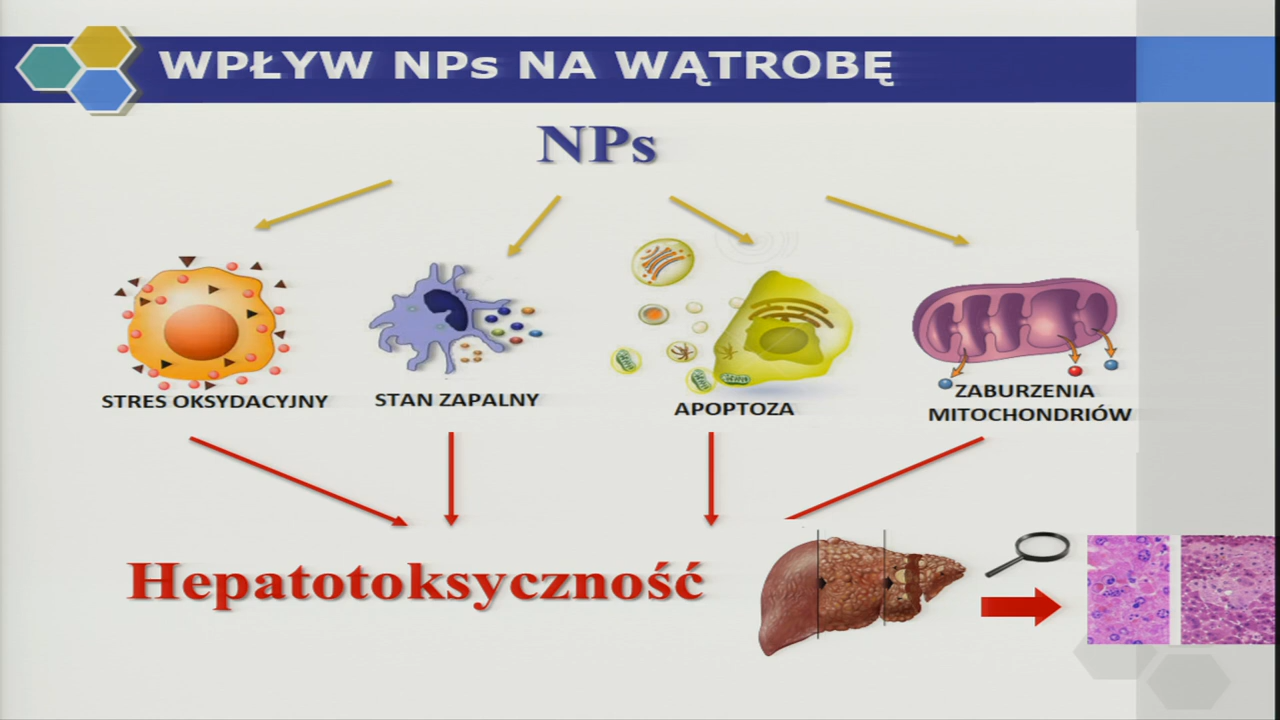 WPŁYW NPs NA WĄTROBĘ
NPs
STRES OKSYDACYJNY
STAN ZAPALNY
APOPTOZA
ZABURZENIA
MITOCHONDRIÓW
Hepatotoksyczność